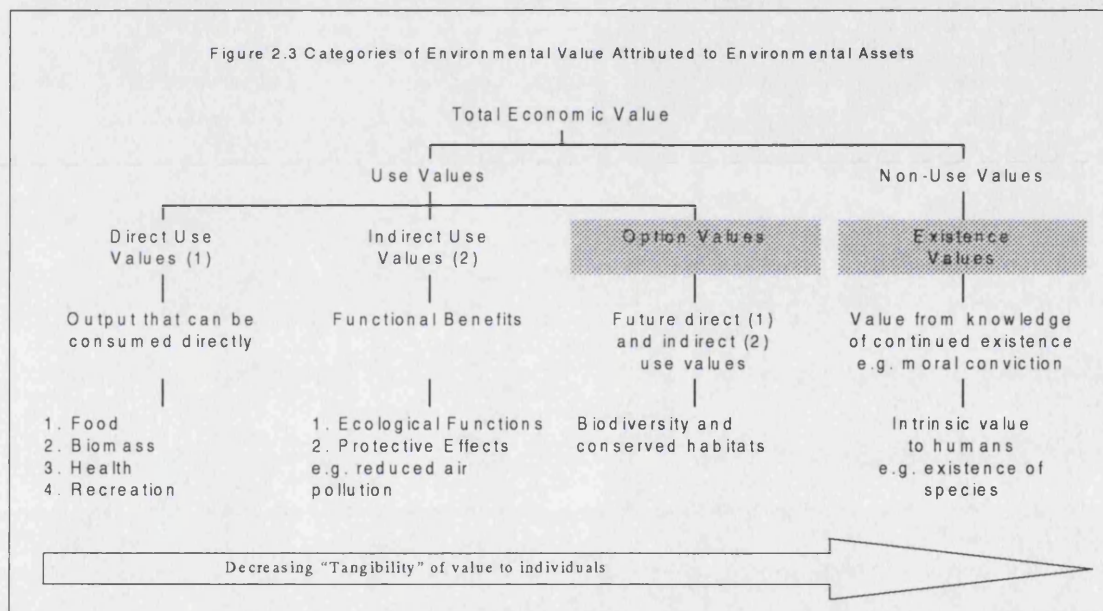 Figure 2.3 Categories of Environmental Value Attributed to Environmental Assets
Total Economic Value
Use Values
Non-Use Values
Direct Use
Values (1)
Indirect Use
Values (2)
Option Values
Existence
Values
Output that can be
consumed directly
Functional Benefits
Future direct (1)
and indirect (2)
use values
Value from knowledge
of continued existence
e.g. moral conviction
1. Food
2. Biomass
3. Health
4. Recreation
1. Ecological Functions
2. Protective Effects
e.g. reduced air
pollution
Biodiversity and
conserved habitats
Intrinsic value
to humans
e.g. existence of
species
Decreasing “Tangibility” of value to individuals